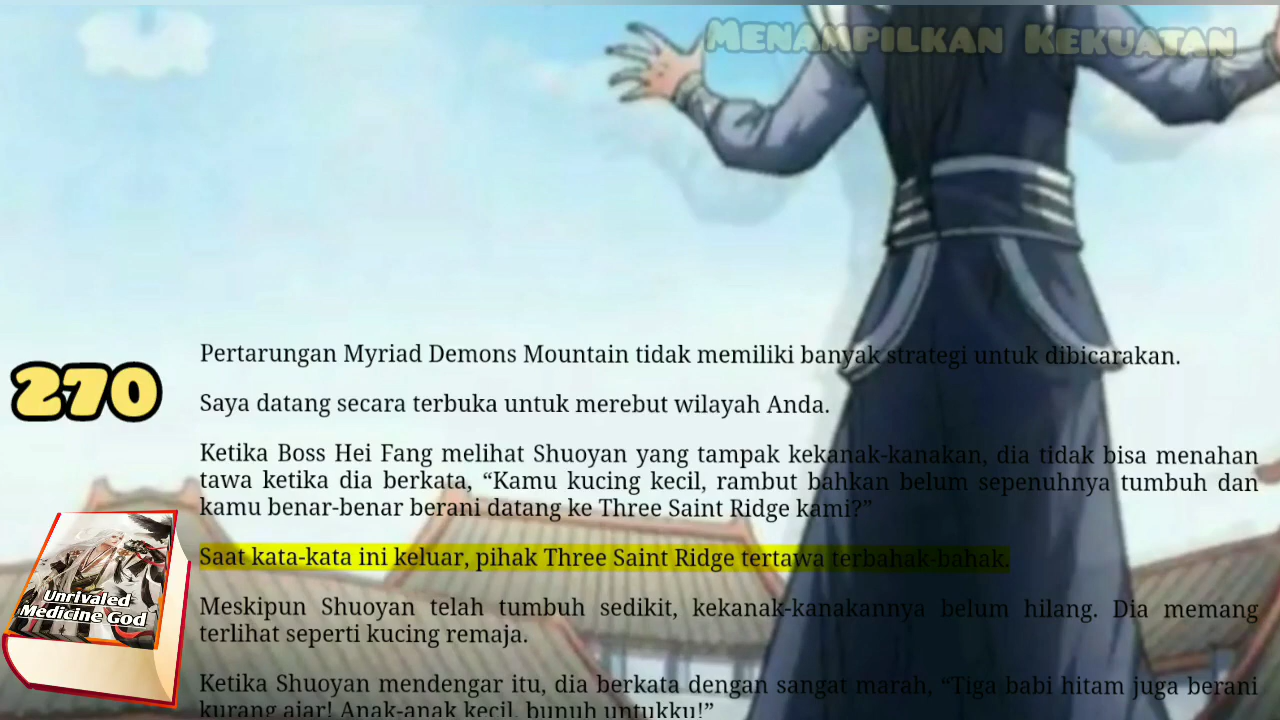 MENAMPILKAN KEKUATAN
Pertarungan Myriad Demons Mountain tidak memiliki banyak strategi untuk dibicarakan.
270
Saya datang secara terbuka untuk merebut wilayah Anda.
Ketika Boss Hei Fang melihat Shuoyan yang tampak kekanak-kanakan, dia tidak bisa menahan
tawa ketika dia berkata, “Kamu kucing kecil, rambut bahkan belum sepenuhnya tumbuh dan
kamu benar-benar berani datang ke Three Saint Ridge kami?”
Saat kata-kata ini keluar, pihak Three Saint Ridge tertawa terbahak-bahak.
Unrivaled
Medicine God
Meskipun Shuoyan telah tumbuh sedikit, kekanak-kanakannya belum hilang. Dia memang
terlihat seperti kucing remaja.
Ketika Shuoyan mendengar itu, dia berkata dengan sangat marah, “Tiga babi hitam juga berani
kurang ajar! Anak-anak kecil, bunuh untukku!”